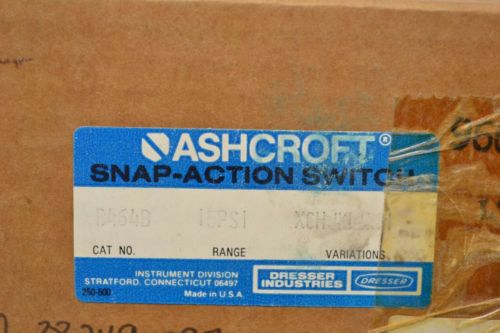 ASHCROFT
SNAP-ACTION SWITCH
B464B 15PSI
CAT NO. RANGE VARIATIONS
INSTRUMENT DIVISION
STRATFORD, CONNECTICUT 06497
Made in U.S.A.
250-500
DRESSER
INDUSTRIES
DRESSER